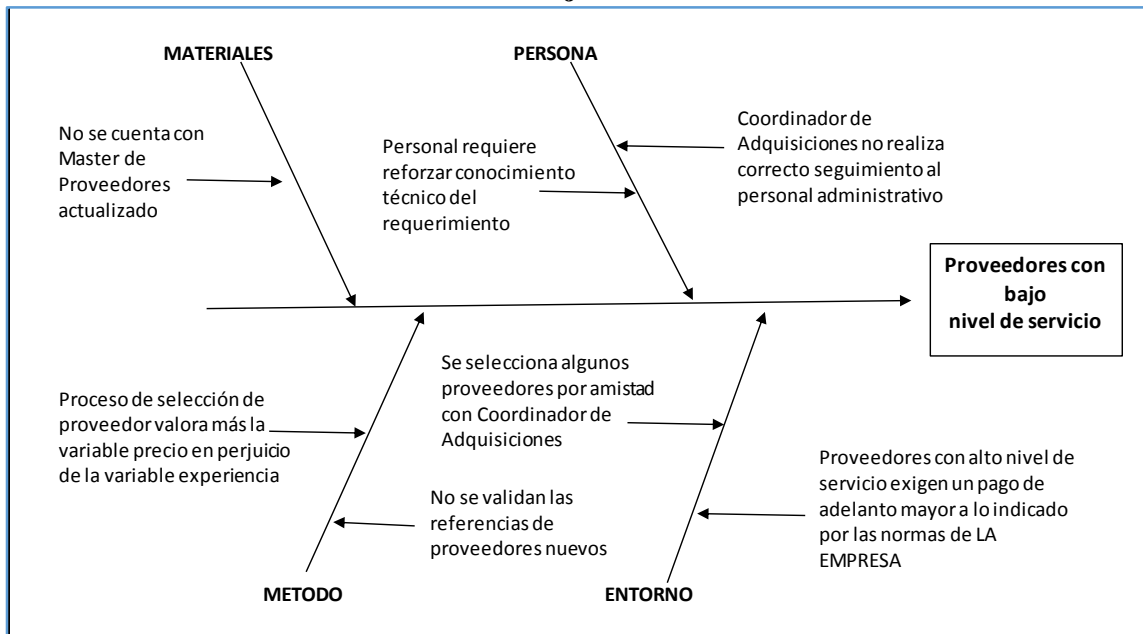 MATERIALES
PERSONA
No se cuenta con
Master de
Proveedores
actualizado
Personal requiere
reforzar conocimiento
técnico del
requerimiento
Coordinador de
Adquisiciones no realiza
correcto seguimiento al
personal administrativo
Proveedores con
bajo
nivel de servicio
Proceso de selección de
proveedor valora más la
variable precio en perjuicio
de la variable experiencia
No se validan las
referencias de
proveedores nuevos
Se selecciona algunos
proveedores por amistad
con Coordinador de
Adquisiciones
Proveedores con alto nivel de
servicio exigen un pago de
adelanto mayor a lo indicado
por las normas de LA
EMPRESA
METODO
ENTORNO